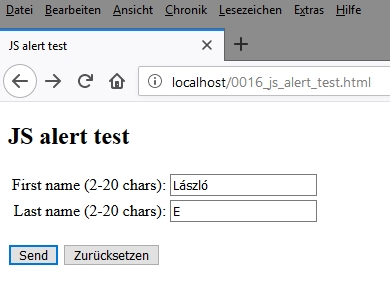 Datei Bearbeiten Ansicht Chronik Lesezeichen Extras Hilfe
JS alert test
localhost/0016_js_alert_test.html
JS alert test
First name (2-20 chars): László
Last name (2-20 chars): E
Send Zurücksetzen